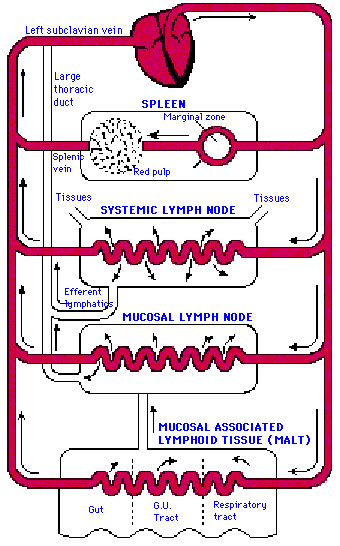 Left subclavian vein
Large
thoracic
duct
SPLEEN
Marginal zone
Splenic
vein
Red pulp
Tissues
Tissues
SYSTEMIC LYMPH NODE
Efferent
lymphatics
MUCOSAL LYMPH NODE
MUCOSAL ASSOCIATED
LYMPHOID TISSUE (MALT)
Gut
G.U.
Tract
Respiratory
tract